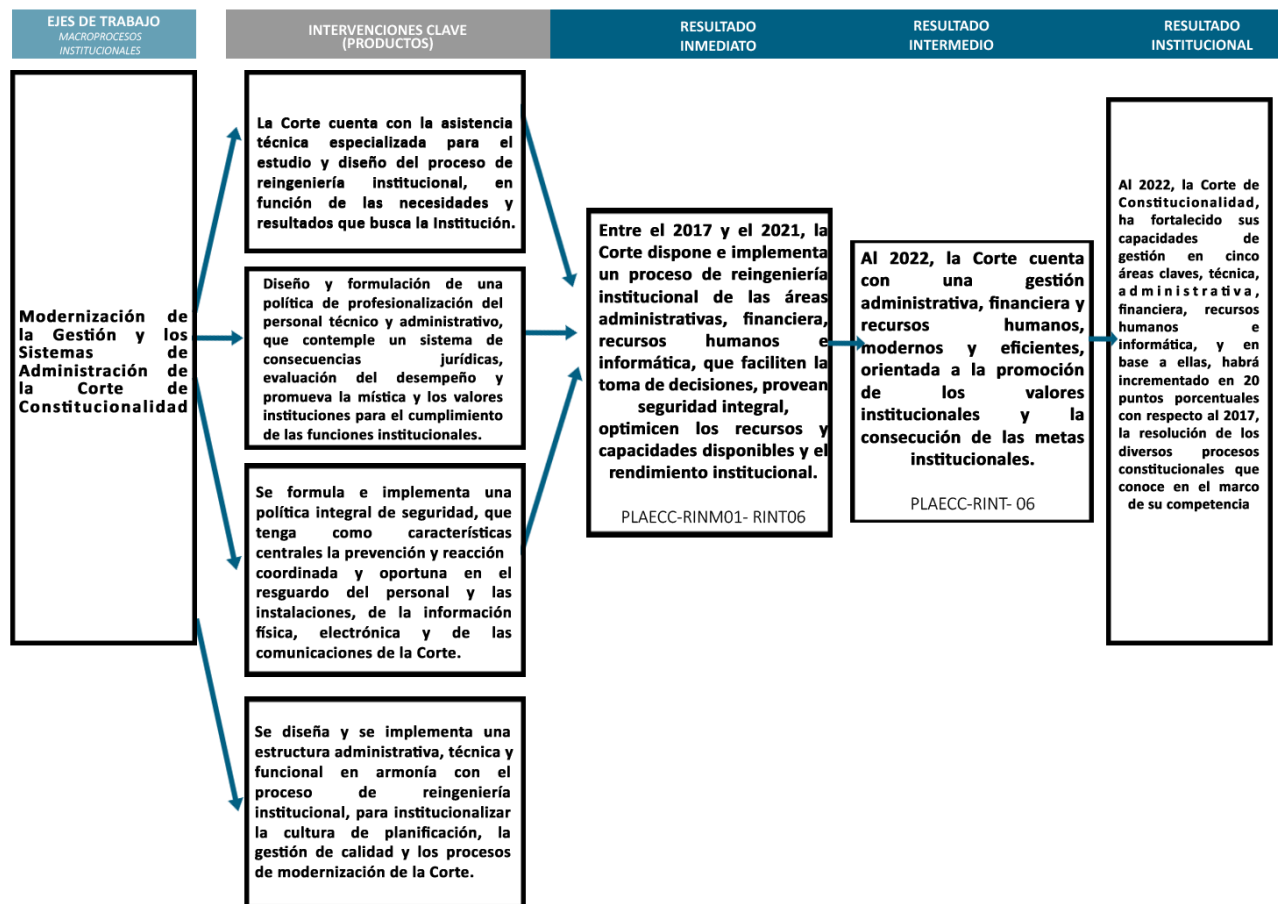 EJES DE TRABAJO
MACROPROCESOS
INSTITUCIONALES
INTERVENCIONES CLAVE
(PRODUCTOS)
RESULTADO
INMEDIATO
RESULTADO
INTERMEDIO
RESULTADO
INSTITUCIONAL
Modernización de
la Gestión y los
Sistemas de
Administración de
la Corte de
Constitucionalidad
La Corte cuenta con la asistencia
técnica especializada para el
estudio y diseño del proceso de
reingeniería institucional, en
función de las necesidades y
resultados que busca la Institución.
Diseño y formulación de una
política de profesionalización del
personal técnico y administrativo,
que contemple un sistema de
consecuencias jurídicas,
evaluación del desempeño y
promueva la mística y los valores
instituciones para el cumplimiento
de las funciones institucionales.
Se formula e implementa una
política integral de seguridad, que
tenga como características
centrales la prevención y reacción
coordinada y oportuna en el
resguardo del personal y las
instalaciones, de la información
física, electrónica y de las
comunicaciones de la Corte.
Se diseña y se implementa una
estructura administrativa, técnica y
funcional en armonía con el
proceso de reingeniería
institucional, para institucionalizar
la cultura de planificación, la
gestión de calidad y los procesos
de modernización de la Corte.
Entre el 2017 y el 2021, la
Corte dispone e implementa
un proceso de reingeniería
institucional de las áreas
administrativas, financiera,
recursos humanos e
informática, que faciliten la
toma de decisiones, provean
seguridad integral,
optimicen los recursos y
capacidades disponibles y el
rendimiento institucional.
PLAECC-RINM01- RINT06
Al 2022, la Corte cuenta
con una gestión
administrativa, financiera y
recursos humanos,
modernos y eficientes,
orientada a la promoción
de los valores
institucionales y la
consecución de las metas
institucionales.
PLAECC-RINT- 06
Al 2022, la Corte de
Constitucionalidad,
ha fortalecido sus
capacidades de
gestión en cinco
áreas claves, técnica,
administrativa,
financiera, recursos
humanos e
informática, y en
base a ellas, habrá
incrementado en 20
puntos porcentuales
con respecto al 2017,
la resolución de los
diversos procesos
constitucionales que
conoce en el marco
de su competencia